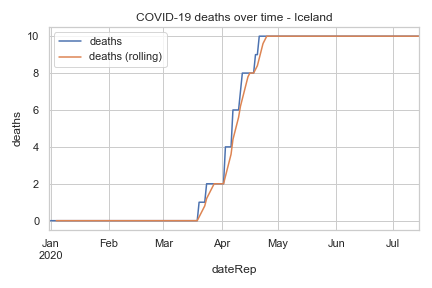 COVID-19 deaths over time - Iceland
deaths
deaths (rolling)
10
8
6
4
2
0
deaths
Jan Feb Mar Apr May Jun Jul
2020
dateRep